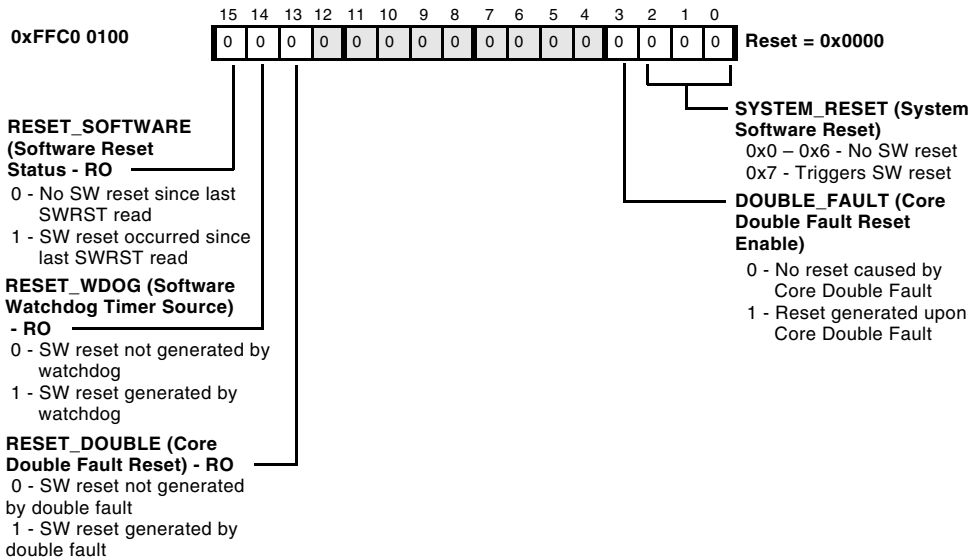 15 14 13 12 11 10 9 8 7 6 5 4 3 2 1 0
0xFFC0 0100
0 0 0 0 0 0 0 0 0 0 0 0 0 0 0 0
Reset = 0x0000
RESET_SOFTWARE
(Software Reset
Status - RO
0 - No SW reset since last
SWRST read
1 - SW reset occurred since
last SWRST read
RESET_WDOG (Software
Watchdog Timer Source)
- RO
0 - SW reset not generated by
watchdog
1 - SW reset generated by
watchdog
RESET_DOUBLE (Core
Double Fault Reset) - RO
0 - SW reset not generated
by double fault
1 - SW reset generated by
double fault
SYSTEM_RESET (System
Software Reset)
0x0 – 0x6 - No SW reset
0x7 - Triggers SW reset
DOUBLE_FAULT (Core
Double Fault Reset
Enable)
0 - No reset caused by
Core Double Fault
1 - Reset generated upon
Core Double Fault